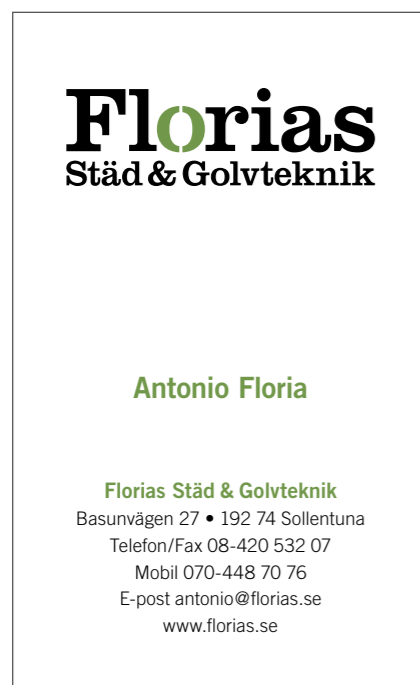 Florias
Städ & Golvteknik
Antonio Floria
Florias Städ & Golvteknik
Basunvägen 27 • 192 74 Sollentuna
Telefon/Fax 08-420 532 07
Mobil 070-448 70 76
E-post antonio@florias.se
www.florias.se